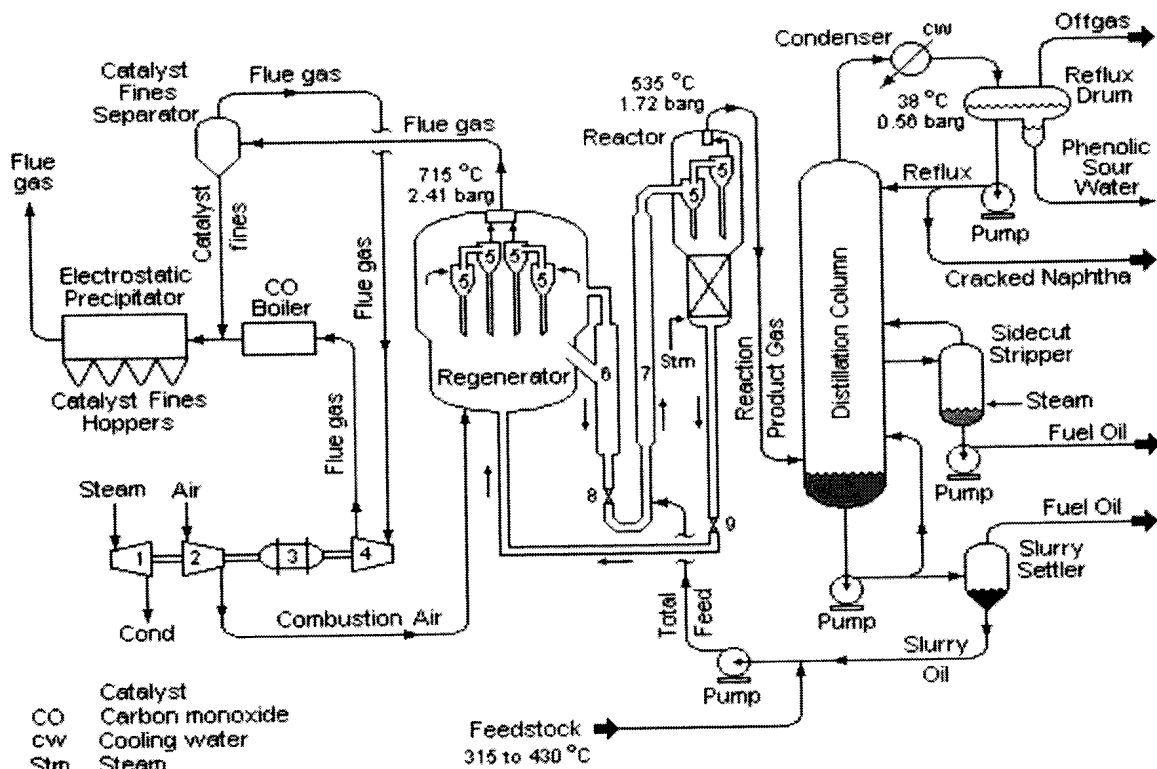 Offgas
cw
Condenser
Reflux
Drum
38 °C
0.56 barg
Phenolic
Sour
Water
Reflux
Pump
Cracked Naphtha
Catalyst
Fines
Separator
Flue gas
Flue gas
535 °C
1.72 barg
Reactor
Flue
gas
715 °C
2.41 barg
5
5
Catalyst
fines
Flue gas
5
5
5
5
Electrostatic
Precipitator
CO
Boiler
Catalyst Fines
Hoppers
Regenerator
6
7
Stm
Reaction
Product Gas
Distillation Column
Sidecut
Stripper
Steam
Fuel Oil
Pump
Flue gas
Steam
Air
8
9
1
2
3
4
Fuel Oil
Slurry
Settler
Pump
Cond
Combustion Air
Total
Feed
Slurry
Oil
Pump
Catalyst
CO Carbon monoxide
cw Cooling water
Stm Steam
Feedstock
315 to 430 °C